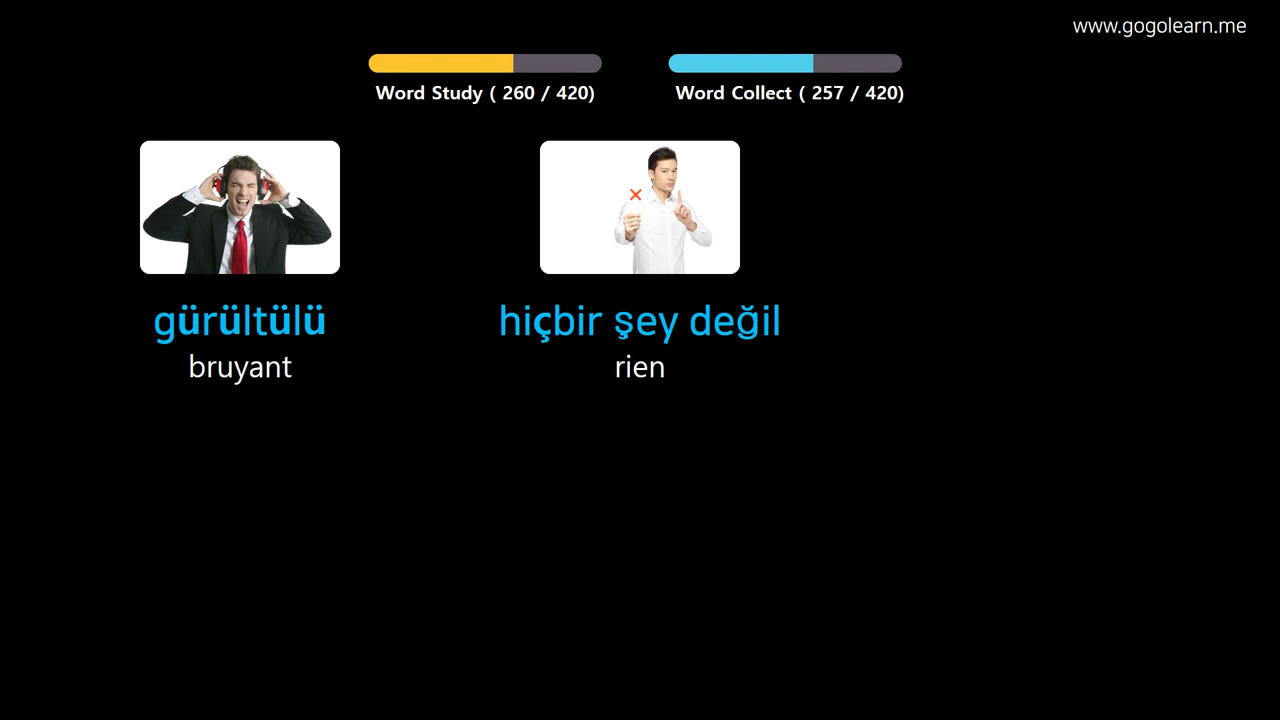 www.gogolearn.me
Word Study ( 260 / 420)
Word Collect ( 257 / 420)
gürültülü
bruyant
hiçbir şey değil
rien